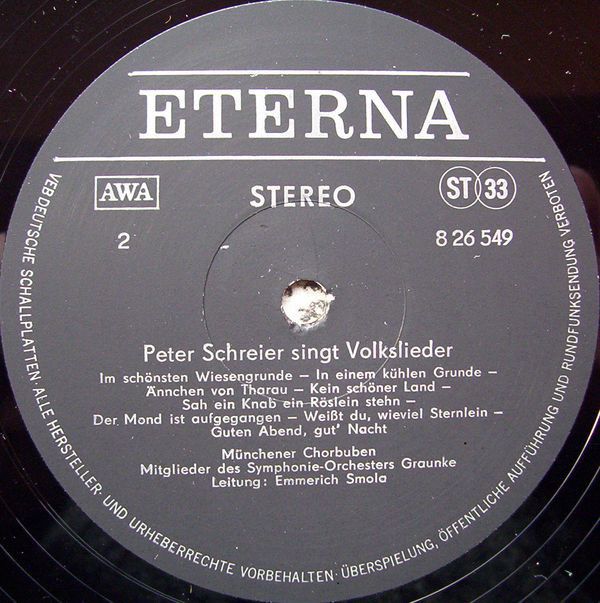 ETERNA
AWA
STEREO
ST 33
2
8 26 549
Peter Schreier singt Volkslieder
Im schönsten Wiesengrunde – In einem kühlen Grunde –
Ännchen von Tharau – Kein schöner Land –
Sah ein Knab ein Röslein stehn –
Der Mond ist aufgegangen – Weißt du, wieviel Sternlein –
Guten Abend, gut' Nacht
Münchener Chorbuben
Mitglieder des Symphonie-Orchesters Graunke
Leitung: Emmerich Smola
VEB DEUTSCHE SCHALLPLATTEN · ALLE HERSTELLER- UND URHEBERRECHTE VORBEHALTEN · ÜBERSPIELUNG, ÖFFENTLICHE AUFFÜHRUNG UND RUNDFUNKSENDUNG VERBOTEN